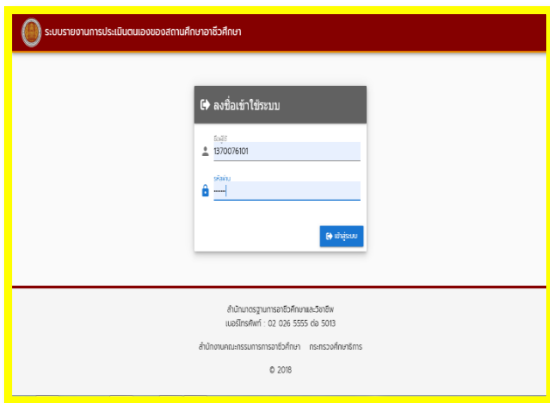 ระบบรายงานการประเมินตนเองของสถานศึกษาอาชีวศึกษา
ลงชื่อเข้าใช้ระบบ
ชื่อผู้ใช้
1370076101
รหัสผ่าน
เข้าสู่ระบบ
สำนักมาตรฐานการอาชีวศึกษาและวิชาชีพ
เบอร์โทรศัพท์ : 02 026 5555 ต่อ 5013
สำนักงานคณะกรรมการการอาชีวศึกษา กระทรวงศึกษาธิการ
© 2018